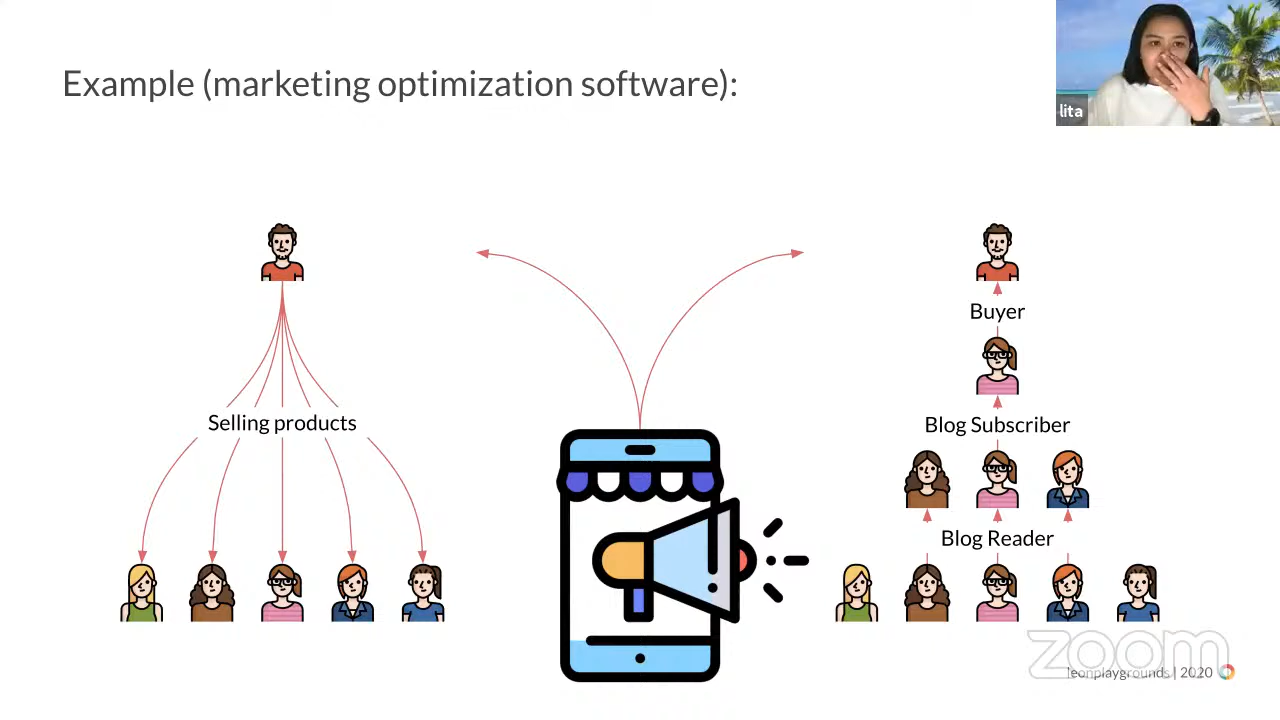 Example (marketing optimization software):
lita
Buyer
Selling products
Blog Subscriber
Blog Reader
zoom
leonplaygrounds | 2020